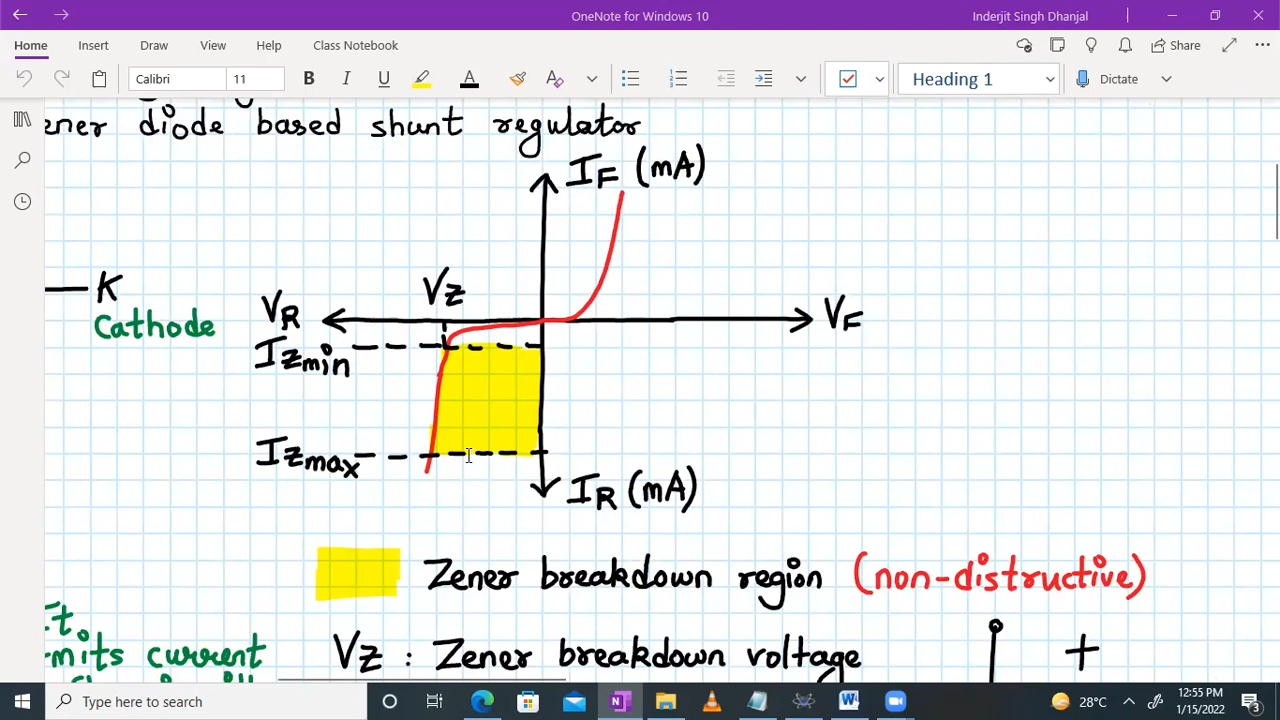 OneNote for Windows 10
Inderjit Singh Dhanjal
Home Insert Draw View Help Class Notebook
Share
Calibri 11 B I U A Heading 1 Dictate
ener diode based shunt regulator
IF (mA)
K
Cathode
VZ
VR
VF
Izmin
Izmax
IR (mA)
Zener breakdown region (non-distructive)
mits current
VZ : Zener breakdown voltage
+
Type here to search
28°C
12:55 PM
1/15/2022
3